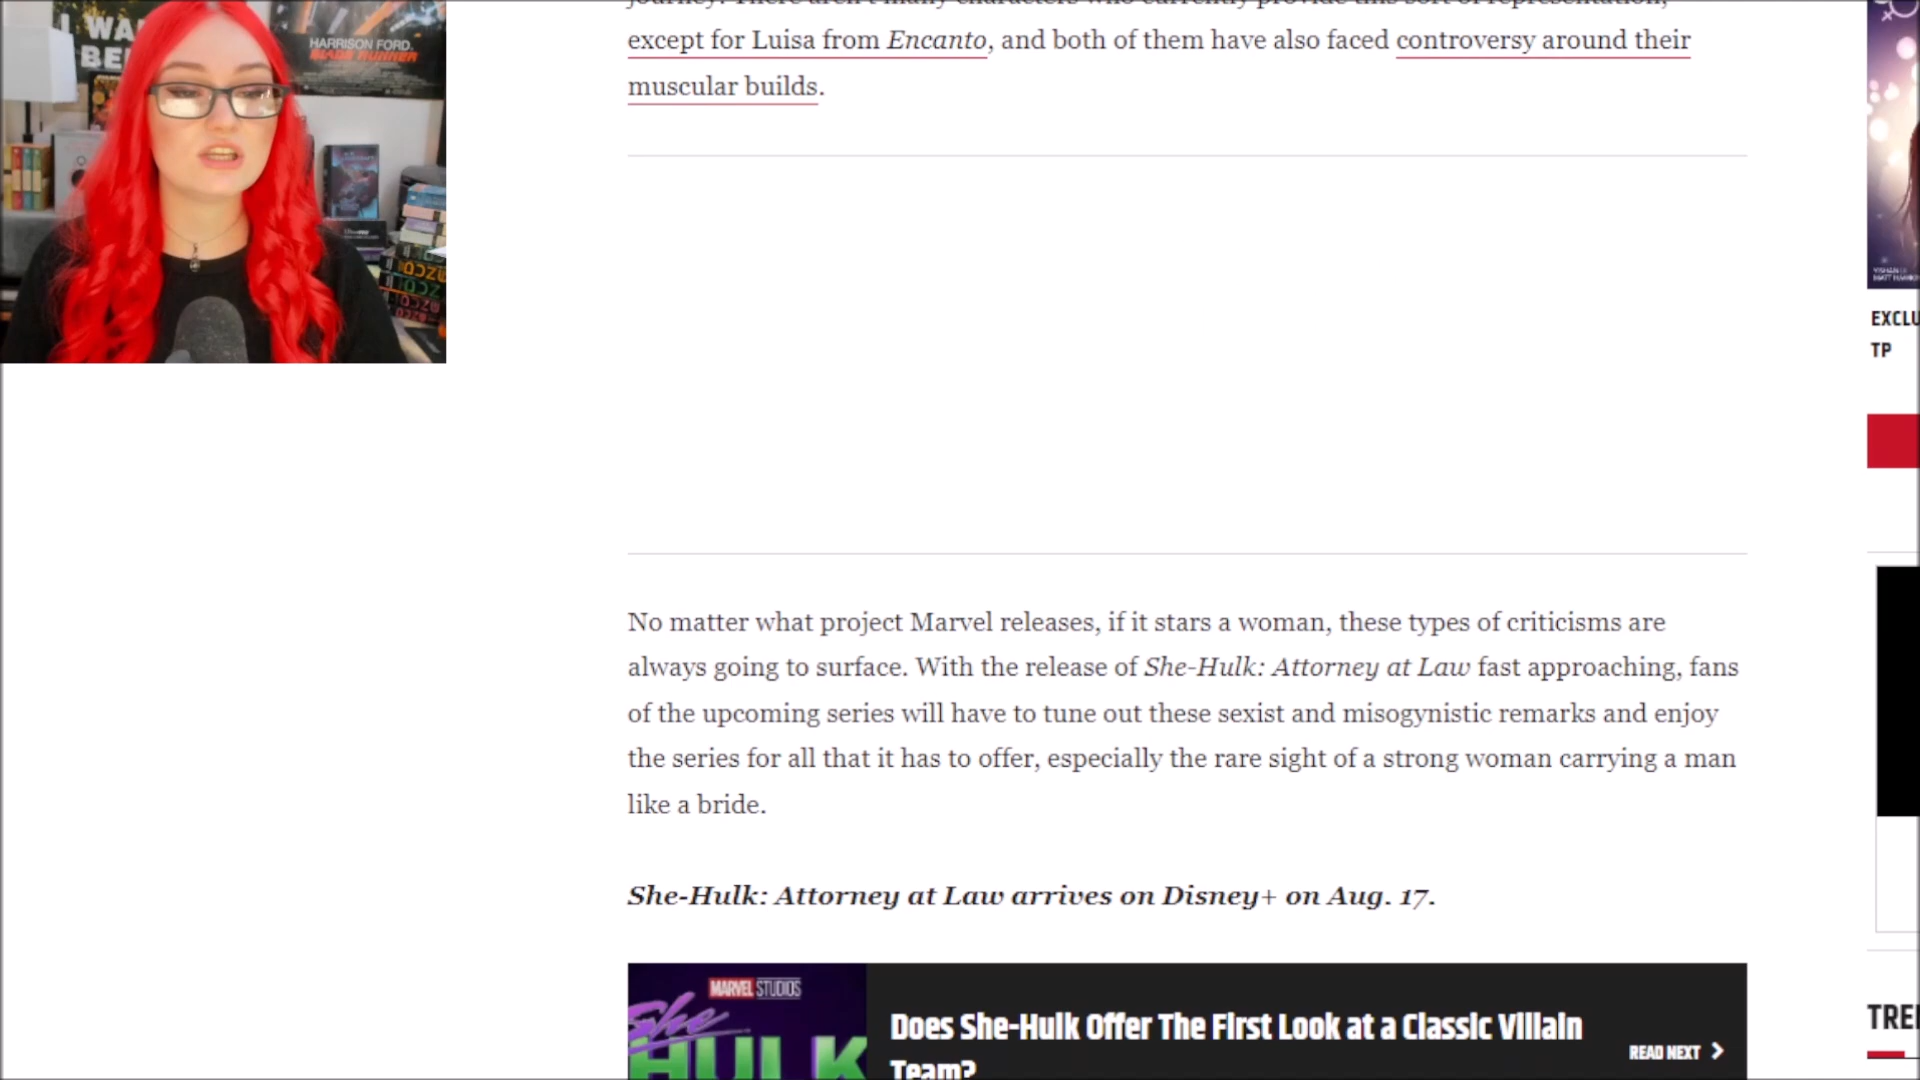 WA
BE
HARRISON FORD.
BLADE RUNNER
except for Luisa from Encanto, and both of them have also faced controversy around their
muscular builds.
EXCLU
TP
No matter what project Marvel releases, if it stars a woman, these types of criticisms are
always going to surface. With the release of She-Hulk: Attorney at Law fast approaching, fans
of the upcoming series will have to tune out these sexist and misogynistic remarks and enjoy
the series for all that it has to offer, especially the rare sight of a strong woman carrying a man
like a bride.
She-Hulk: Attorney at Law arrives on Disney+ on Aug. 17.
MARVEL STUDIOS
She
HULK
Does She-Hulk Offer The First Look at a Classic Villain
Team?
READ NEXT
TRE